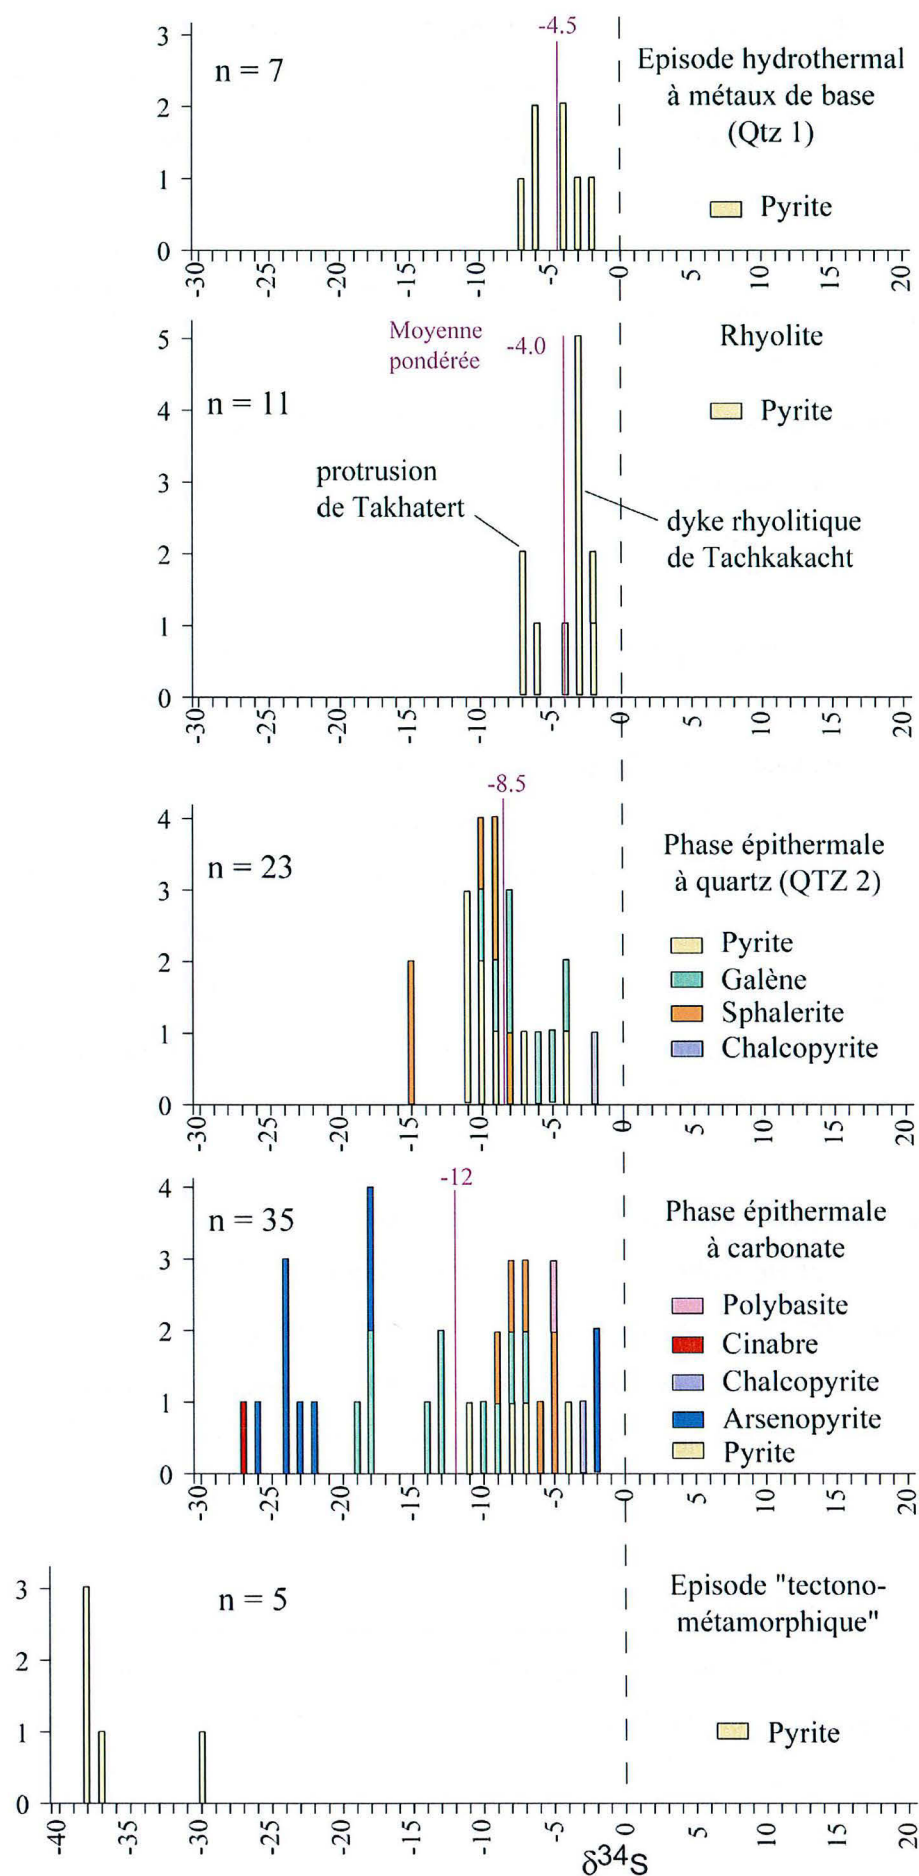 -4.5
3
2
1
0
n = 7
Episode hydrothermal
à métaux de base
(Qtz 1)
Pyrite
-30
-25
-20
-15
-10
-5
0
5
10
15
20
Moyenne
pondérée
-4.0
5
4
3
2
1
0
n = 11
Rhyolite
Pyrite
protrusion
de Takhatert
dyke rhyolitique
de Tachkakacht
-30
-25
-20
-15
-10
-5
0
5
10
15
20
-8.5
4
3
2
1
0
n = 23
Phase épithermale
à quartz (QTZ 2)
Pyrite
Galène
Sphalerite
Chalcopyrite
-30
-25
-20
-15
-10
-5
0
5
10
15
20
-12
4
3
2
1
0
n = 35
Phase épithermale
à carbonate
Polybasite
Cinabre
Chalcopyrite
Arsenopyrite
Pyrite
-30
-25
-20
-15
-10
-5
0
5
10
15
20
3
2
1
0
n = 5
Episode "tectono-
métamorphique"
Pyrite
-40
-35
-30
-25
-20
-15
-10
-5
0
5
10
15
20
δ34S